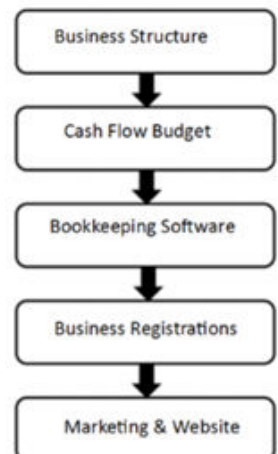 Business Structure
Cash Flow Budget
Bookkeeping Software
Business Registrations
Marketing & Website